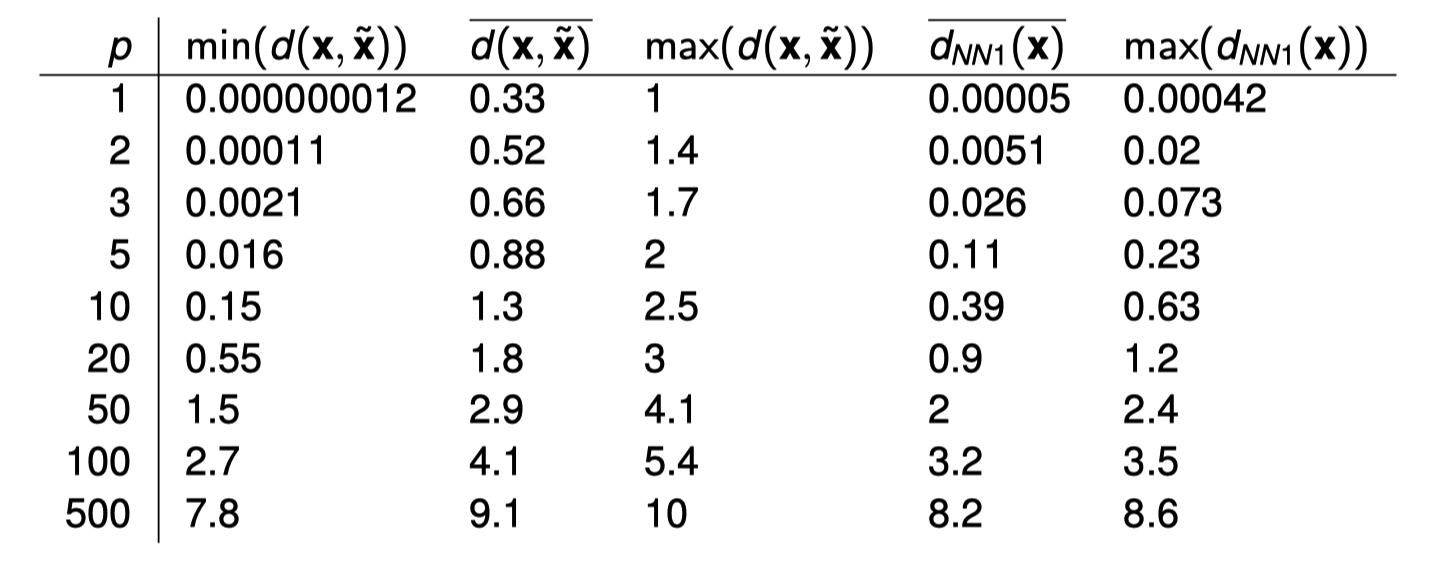 p min(d(𝐱, 𝐱̃)) d(𝐱, 𝐱̃)̅ max(d(𝐱, 𝐱̃)) d_NN1(𝐱)̅ max(d_NN1(𝐱))
1 0.000000012 0.33 1 0.00005 0.00042
2 0.00011 0.52 1.4 0.0051 0.02
3 0.0021 0.66 1.7 0.026 0.073
5 0.016 0.88 2 0.11 0.23
10 0.15 1.3 2.5 0.39 0.63
20 0.55 1.8 3 0.9 1.2
50 1.5 2.9 4.1 2 2.4
100 2.7 4.1 5.4 3.2 3.5
500 7.8 9.1 10 8.2 8.6